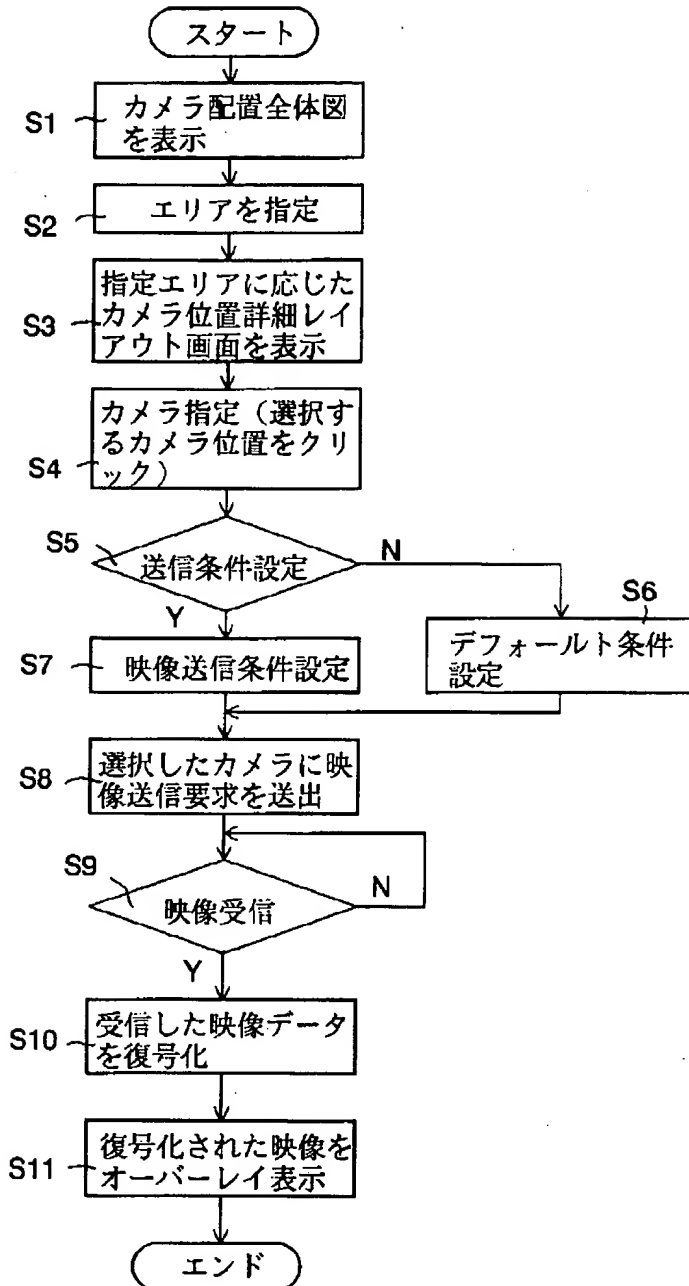 スタート
S1
カメラ配置全体図
を表示
S2
エリアを指定
S3
指定エリアに応じた
カメラ位置詳細レイ
アウト画面を表示
S4
カメラ指定（選択す
るカメラ位置をクリ
ック）
S5
送信条件設定
N
Y
S6
デフォールト条件
設定
S7
映像送信条件設定
S8
選択したカメラに映
像送信要求を送出
S9
映像受信
N
Y
S10
受信した映像データ
を復号化
S11
復号化された映像を
オーバーレイ表示
エンド